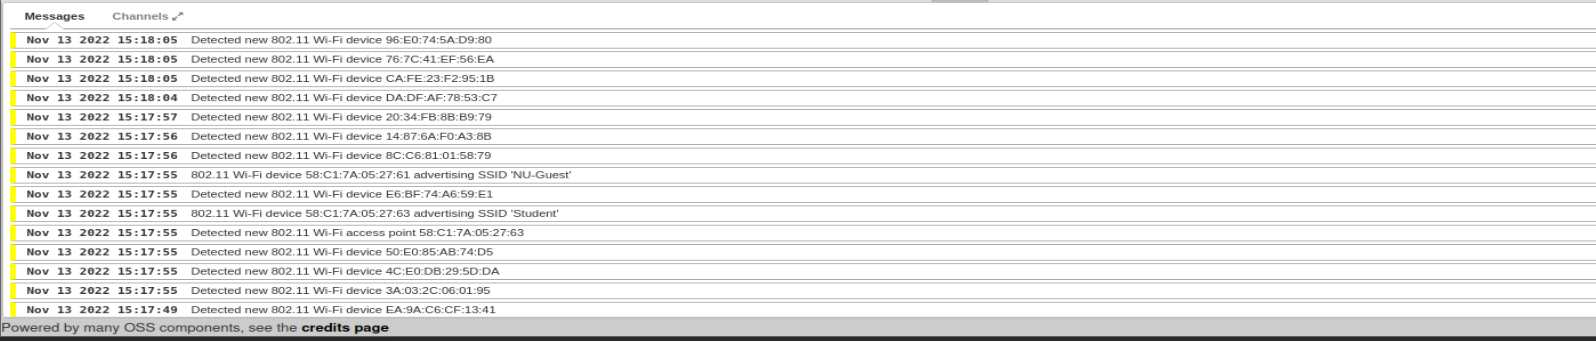 Messages Channels
Nov 13 2022 15:18:05 Detected new 802.11 Wi-Fi device 96:E0:74:5A:D9:80
Nov 13 2022 15:18:05 Detected new 802.11 Wi-Fi device 76:7C:41:EF:56:EA
Nov 13 2022 15:18:05 Detected new 802.11 Wi-Fi device CA:FE:23:F2:95:1B
Nov 13 2022 15:18:04 Detected new 802.11 Wi-Fi device DA:DF:AF:78:53:C7
Nov 13 2022 15:17:57 Detected new 802.11 Wi-Fi device 20:34:FB:8B:B9:79
Nov 13 2022 15:17:56 Detected new 802.11 Wi-Fi device 14:87:6A:F0:A3:8B
Nov 13 2022 15:17:56 Detected new 802.11 Wi-Fi device 8C:C6:81:01:58:79
Nov 13 2022 15:17:55 802.11 Wi-Fi device 58:C1:7A:05:27:61 advertising SSID 'NU-Guest'
Nov 13 2022 15:17:55 Detected new 802.11 Wi-Fi device E6:BF:74:A6:59:E1
Nov 13 2022 15:17:55 802.11 Wi-Fi device 58:C1:7A:05:27:63 advertising SSID 'Student'
Nov 13 2022 15:17:55 Detected new 802.11 Wi-Fi access point 58:C1:7A:05:27:63
Nov 13 2022 15:17:55 Detected new 802.11 Wi-Fi device 50:E0:85:AB:74:D5
Nov 13 2022 15:17:55 Detected new 802.11 Wi-Fi device 4C:E0:DB:29:5D:DA
Nov 13 2022 15:17:55 Detected new 802.11 Wi-Fi device 3A:03:2C:06:01:95
Nov 13 2022 15:17:49 Detected new 802.11 Wi-Fi device EA:9A:C6:CF:13:41
Powered by many OSS components, see the credits page